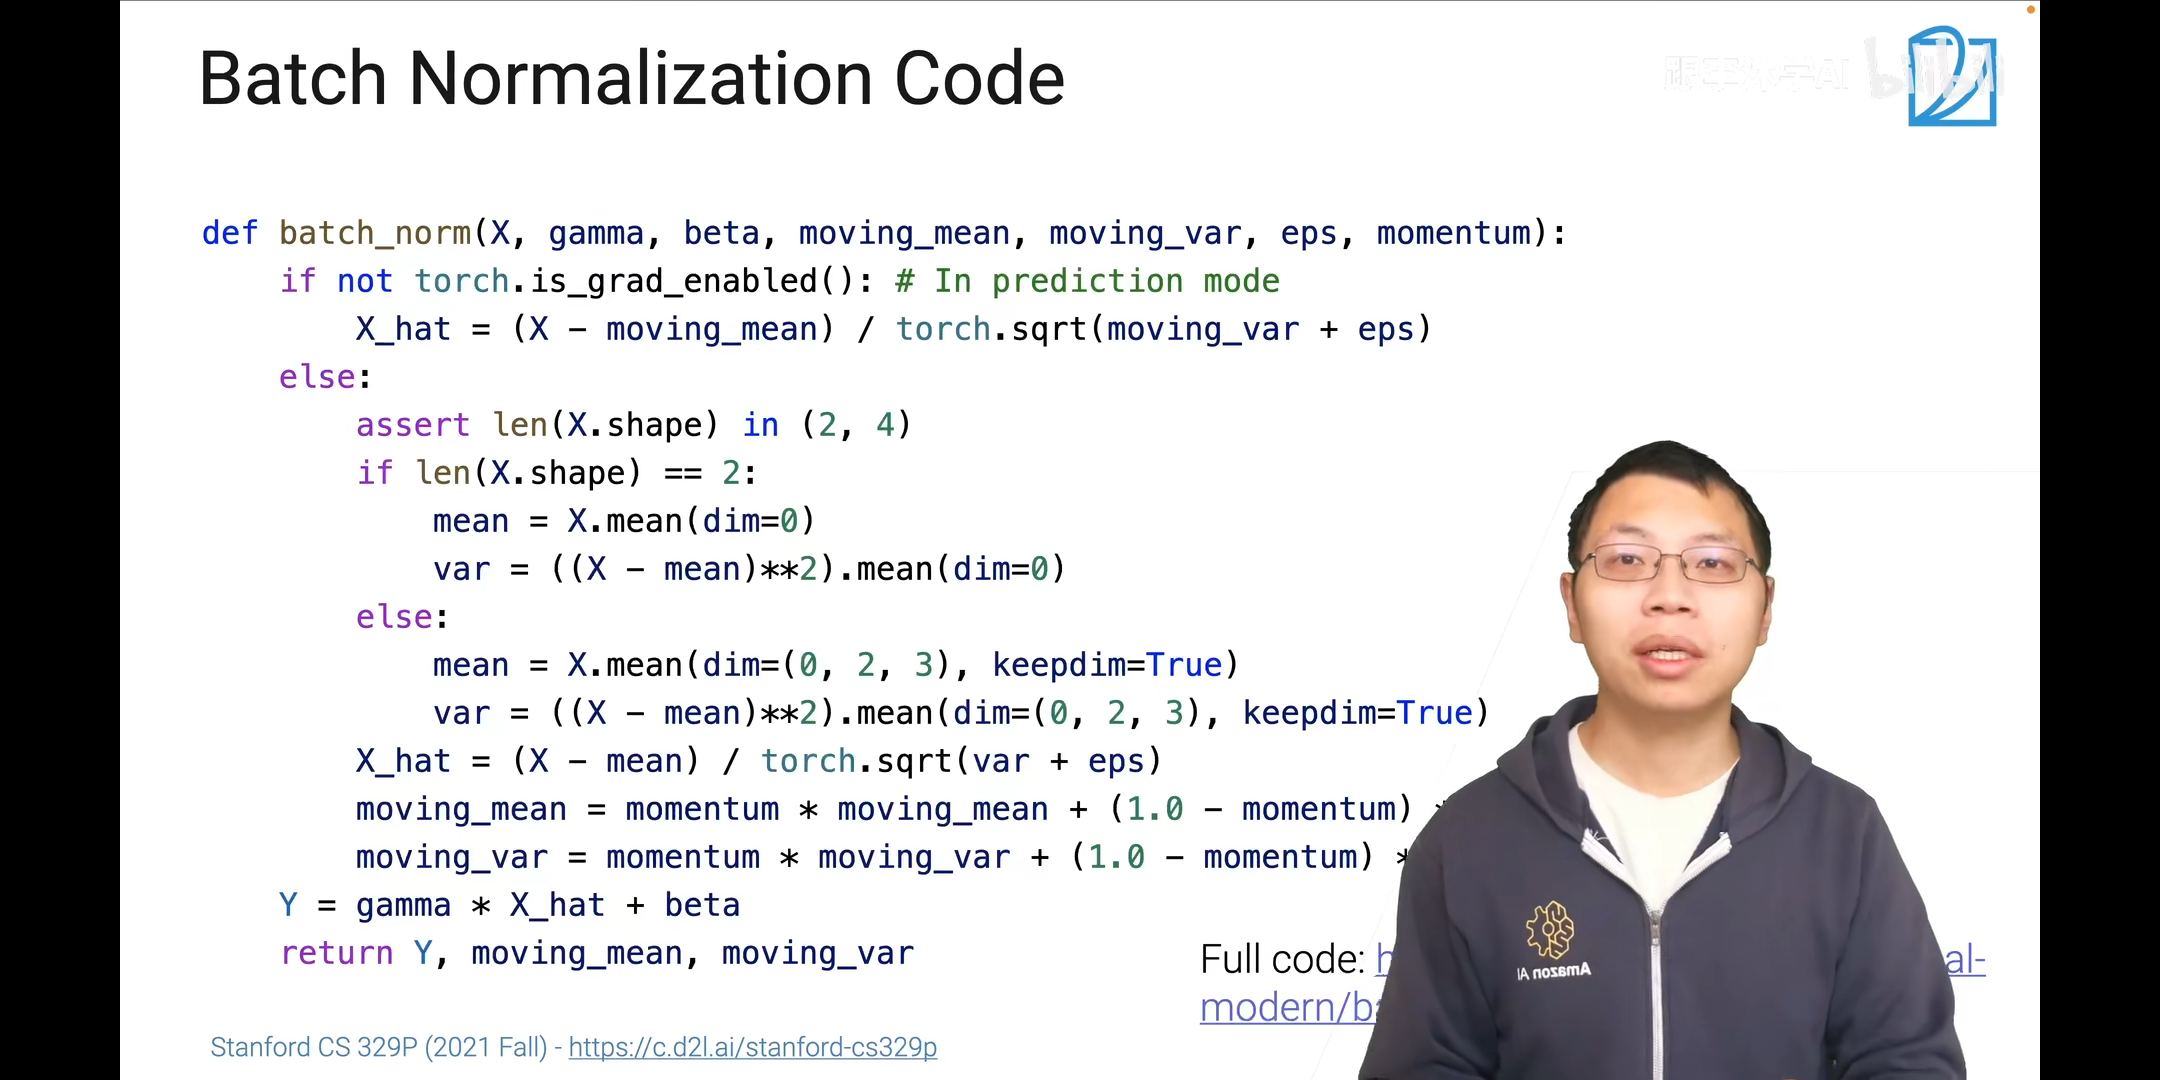 Batch Normalization Code
bilibili
def batch_norm(X, gamma, beta, moving_mean, moving_var, eps, momentum):
    if not torch.is_grad_enabled(): # In prediction mode
        X_hat = (X - moving_mean) / torch.sqrt(moving_var + eps)
    else:
        assert len(X.shape) in (2, 4)
        if len(X.shape) == 2:
            mean = X.mean(dim=0)
            var = ((X - mean)**2).mean(dim=0)
        else:
            mean = X.mean(dim=(0, 2, 3), keepdim=True)
            var = ((X - mean)**2).mean(dim=(0, 2, 3), keepdim=True)
        X_hat = (X - mean) / torch.sqrt(var + eps)
        moving_mean = momentum * moving_mean + (1.0 - momentum) *
        moving_var = momentum * moving_var + (1.0 - momentum) *
    Y = gamma * X_hat + beta
    return Y, moving_mean, moving_var
Full code: h al-
modern/ba
Amazon AI
Stanford CS 329P (2021 Fall) - https://c.d2l.ai/stanford-cs329p